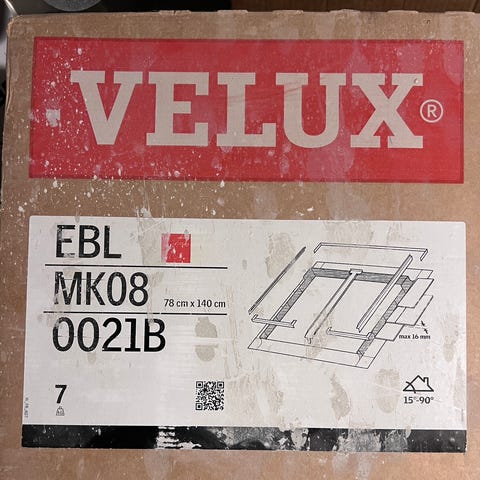 VELUX®
EBL
MK08
78 cm x 140 cm
0021B
max 16 mm
7
15°-90°